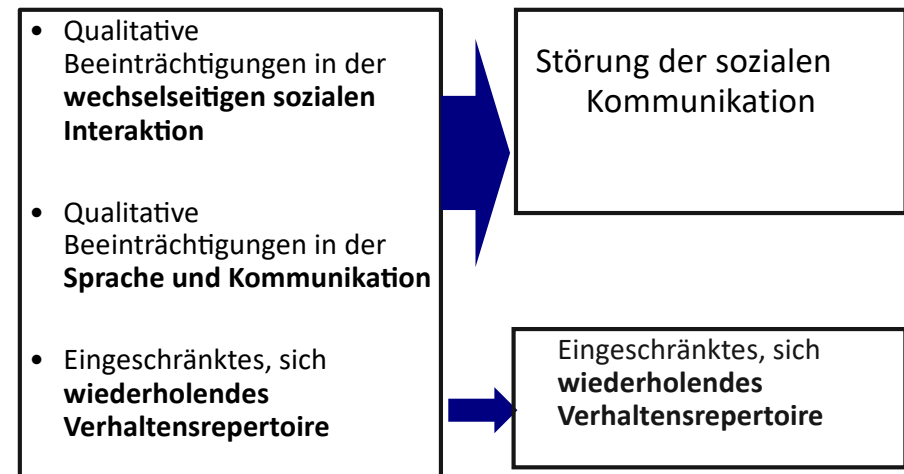 • Qualitative
Beeinträchtigungen in der
wechselseitigen sozialen
Interaktion
• Qualitative
Beeinträchtigungen in der
Sprache und Kommunikation
• Eingeschränktes, sich
wiederholendes
Verhaltensrepertoire
Störung der sozialen
Kommunikation
Eingeschränktes, sich
wiederholendes
Verhaltensrepertoire